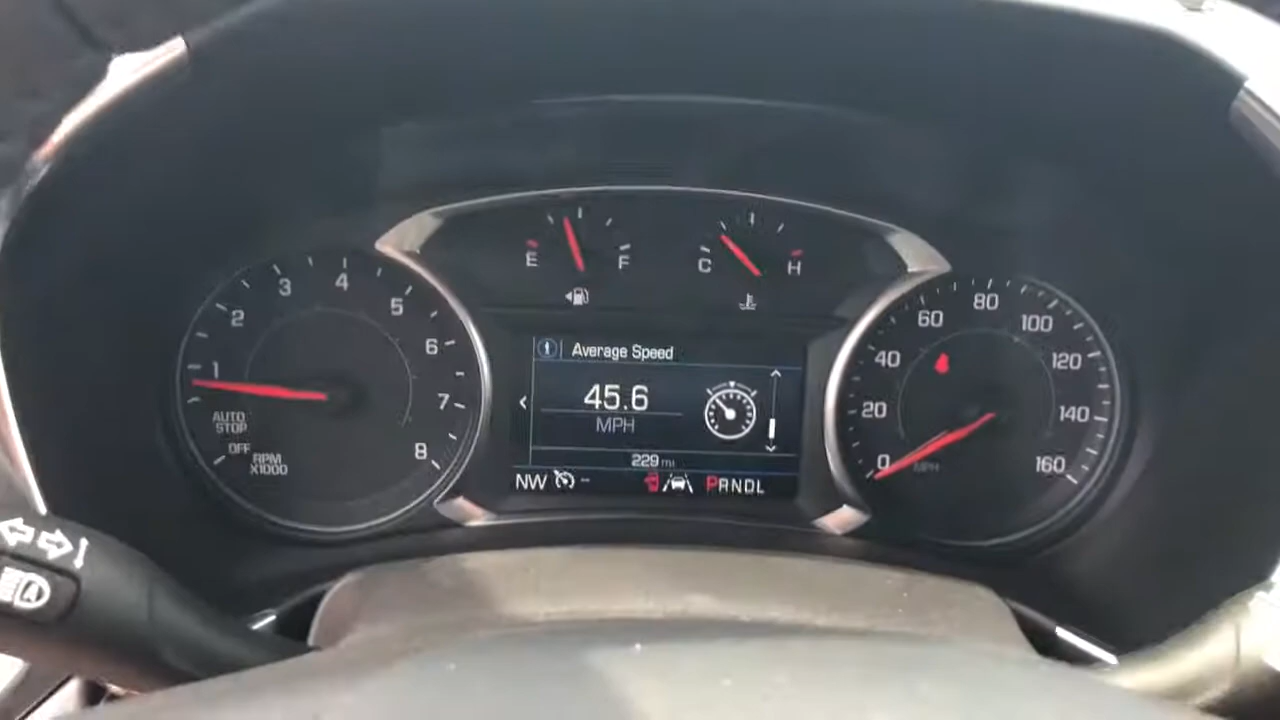 E F
C H
1 2 3 4 5 6 7 8
AUTO
STOP
OFF
RPM
X1000
Average Speed
45.6
MPH
229 mi
NW
PRNDL
0 20 40 60 80 100 120 140 160
MPH
A